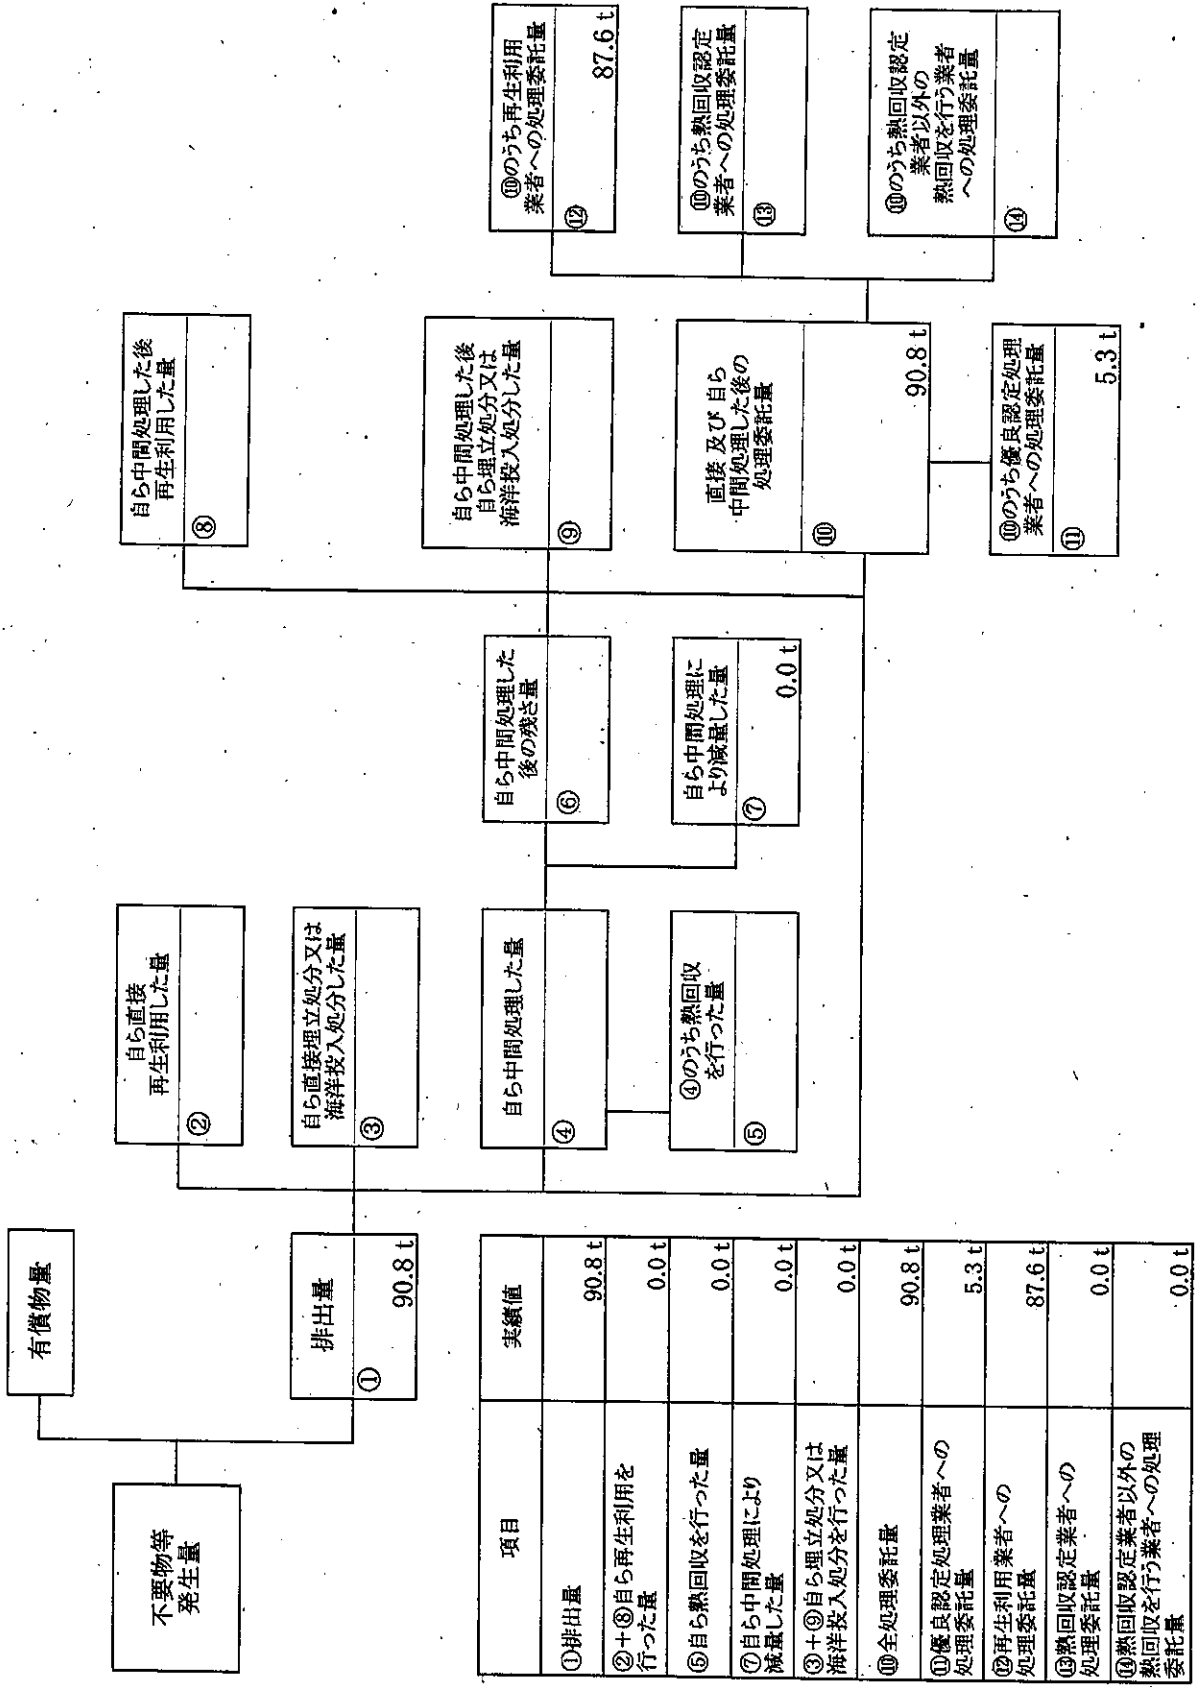 不要物等
発生量
有償物量
排出量
①
90.8 t
自ら直接
再生利用した量
②
自ら直接埋立処分又は
海洋投入処分した量
③
自ら中間処理した量
④
④のうち熱回収
を行った量
⑤
自ら中間処理した
後の残さ量
⑥
自ら中間処理に
より減量した量
⑦
0.0 t
自ら中間処理した後
再生利用した量
⑧
自ら中間処理した後
自ら埋立処分又は
海洋投入処分した量
⑨
直接 及び 自ら
中間処理した後の
処理委託量
⑩
90.8 t
⑩のうち優良認定処理
業者への処理委託量
⑪
5.3 t
⑩のうち再生利用
業者への処理委託量
⑫
87.6 t
⑩のうち熱回収認定
業者への処理委託量
⑬
⑩のうち熱回収認定
業者以外の
熱回収を行う業者
への処理委託量
⑭
項目 実績値
①排出量 90.8 t
②+⑧自ら再生利用を
行った量 0.0 t
⑤自ら熱回収を行った量 0.0 t
⑦自ら中間処理により
減量した量 0.0 t
③+⑨自ら埋立処分又は
海洋投入処分を行った量 0.0 t
⑩全処理委託量 90.8 t
⑪優良認定処理業者への
処理委託量 5.3 t
⑫再生利用業者への
処理委託量 87.6 t
⑬熱回収認定業者への
処理委託量 0.0 t
⑭熱回収認定業者以外の
熱回収を行う業者への処理
委託量 0.0 t